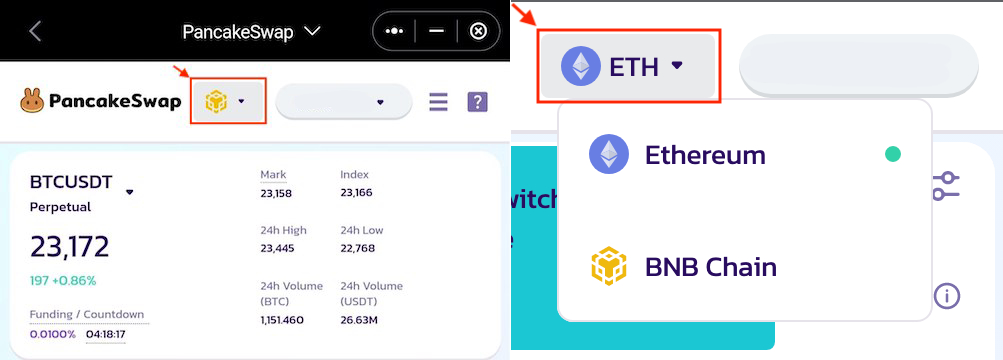 PancakeSwap
PancakeSwap
?
BTCUSDT
Perpetual
23,172
197 +0.86%
Funding / Countdown
0.0100% 04:18:17
Mark Index
23,158 23,166
24h High 24h Low
23,445 22,768
24h Volume 24h Volume
(BTC) (USDT)
1,151.460 26.63M
ETH
Ethereum
BNB Chain